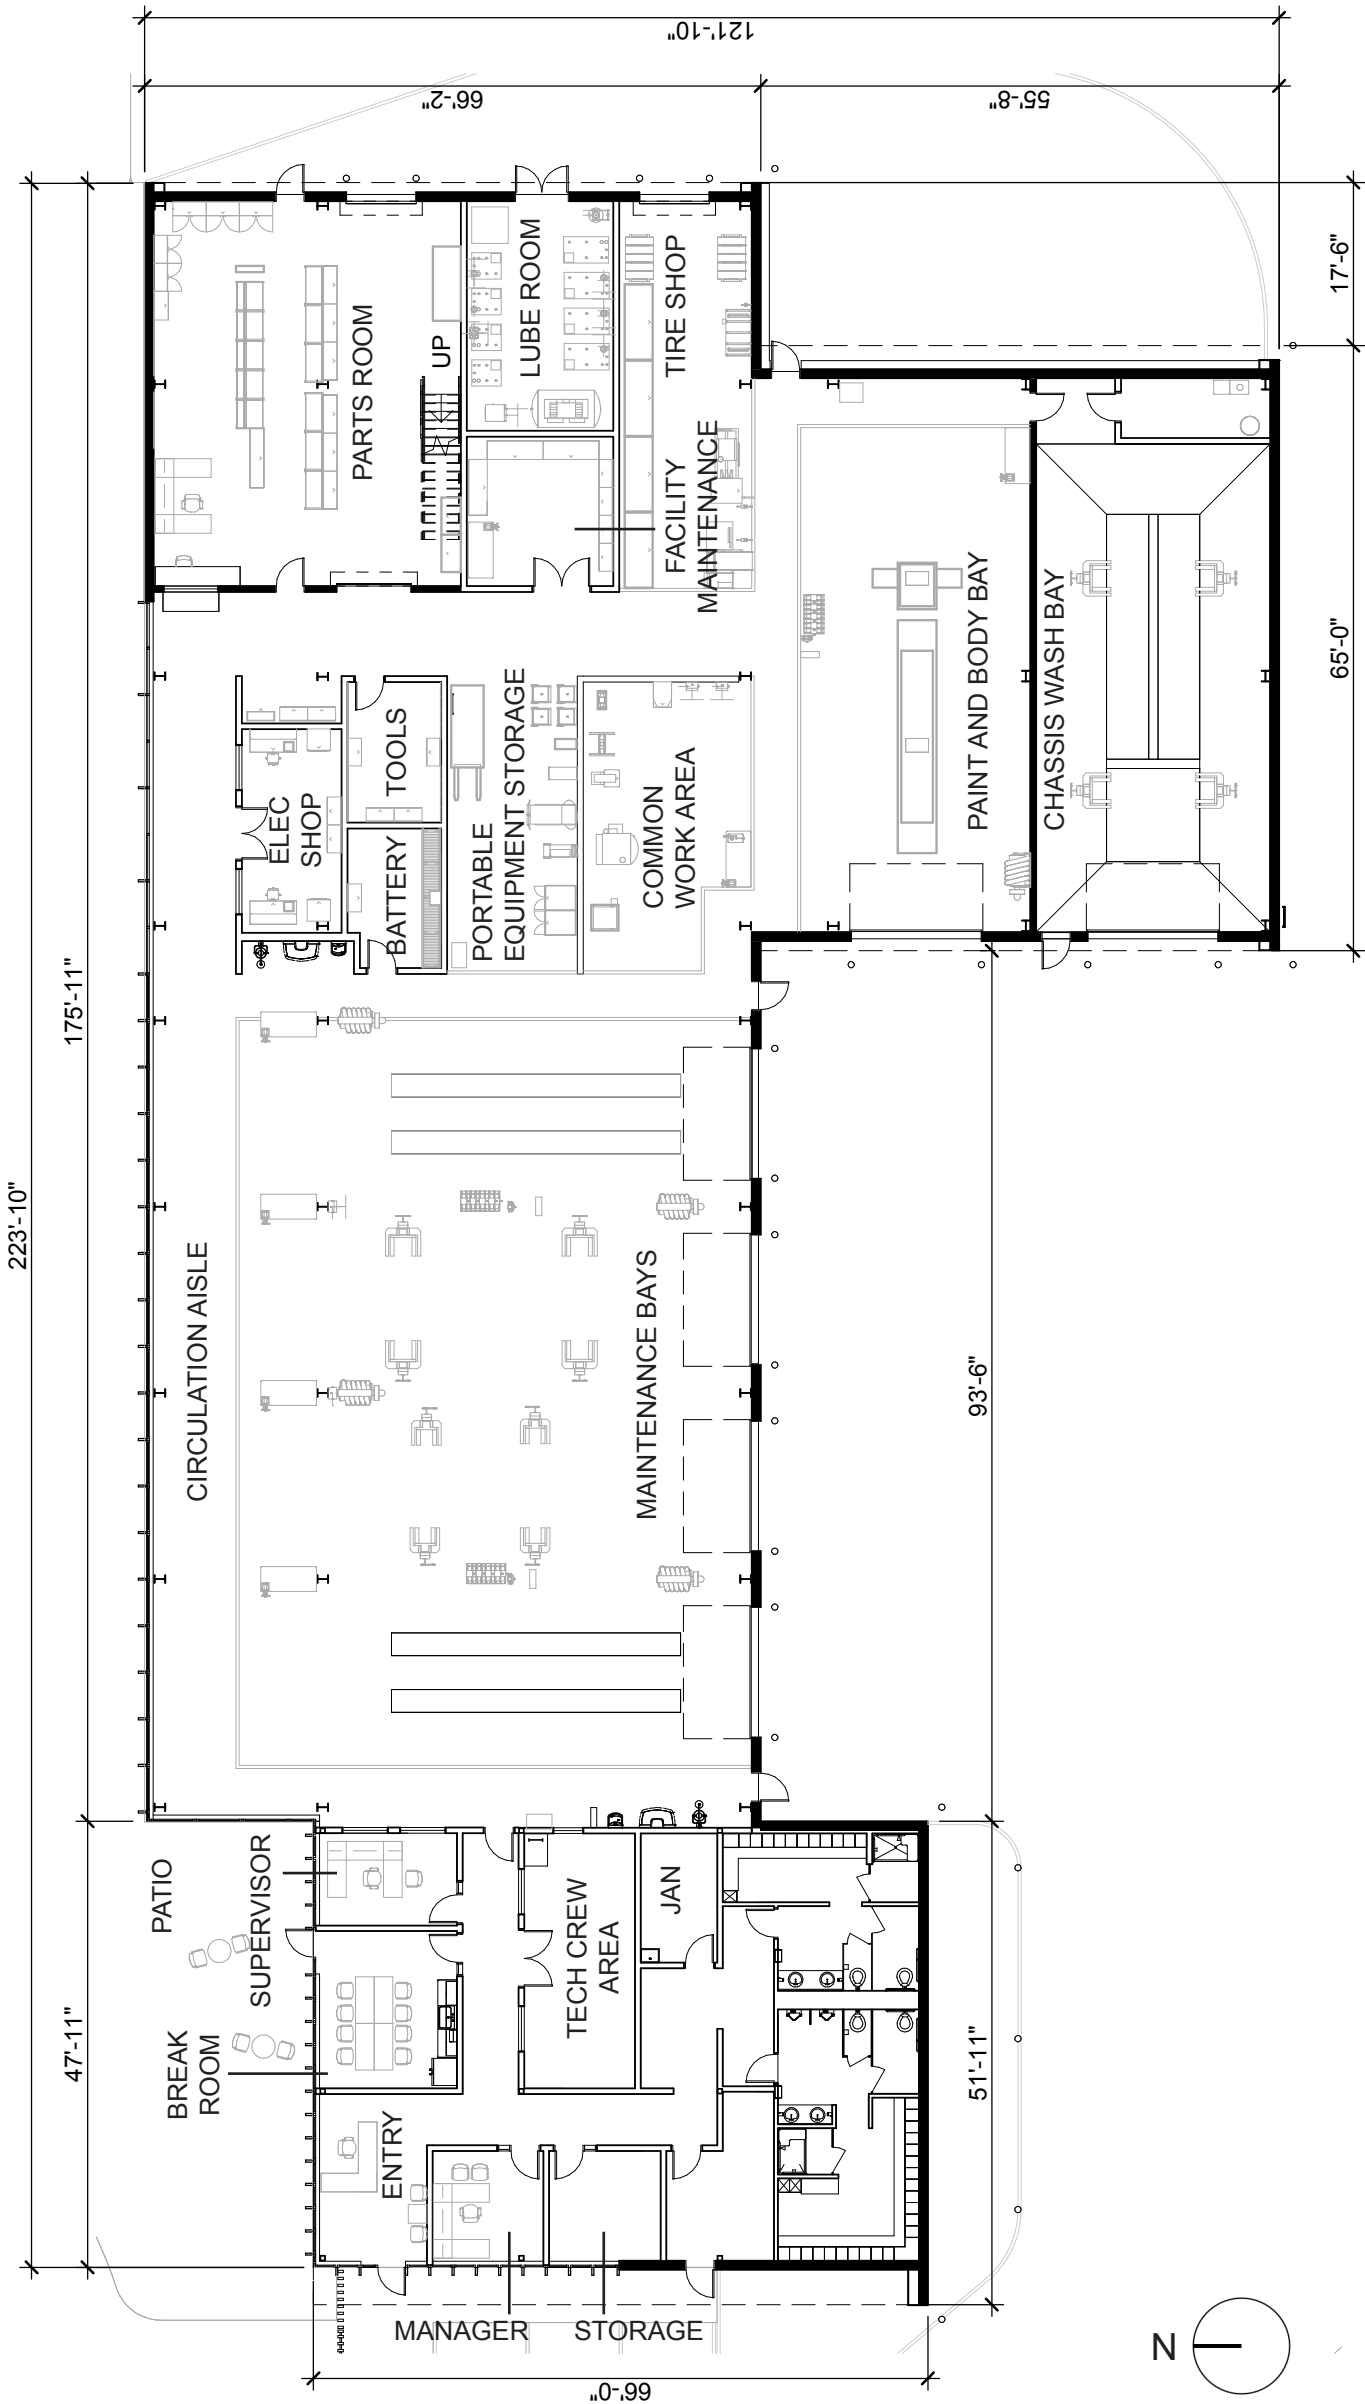 121'-10"
66'-2"
55'-8"
223'-10"
175'-11"
47'-11"
17'-6"
65'-0"
93'-6"
51'-11"
66'-0"
PARTS ROOM
UP
LUBE ROOM
TIRE SHOP
FACILITY
MAINTENANCE
ELEC
SHOP
TOOLS
BATTERY
PORTABLE
EQUIPMENT STORAGE
COMMON
WORK AREA
PAINT AND BODY BAY
CHASSIS WASH BAY
CIRCULATION AISLE
MAINTENANCE BAYS
PATIO
SUPERVISOR
BREAK
ROOM
TECH CREW
AREA
JAN
ENTRY
MANAGER
STORAGE
N